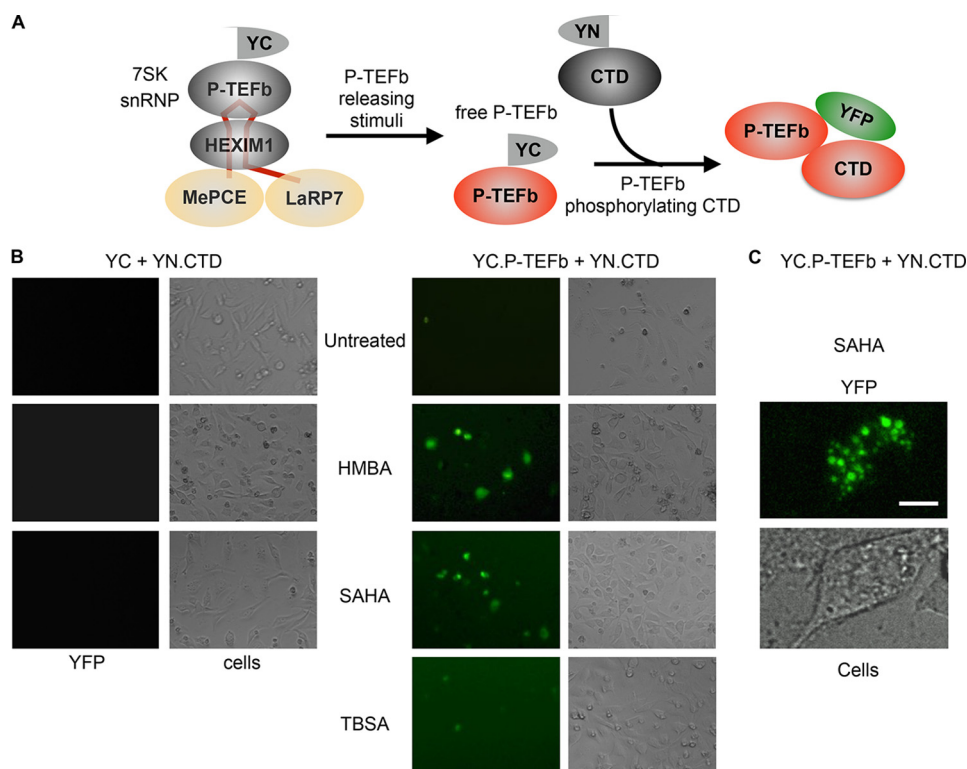 A
YC
7SK
snRNP
P-TEFb
HEXIM1
MePCE
LaRP7
P-TEFb
releasing
stimuli
YN
CTD
free P-TEFb
YC
P-TEFb
P-TEFb
phosphorylating CTD
P-TEFb
YFP
CTD
B
YC + YN.CTD
YC.P-TEFb + YN.CTD
Untreated
HMBA
SAHA
TBSA
YFP
cells
C
YC.P-TEFb + YN.CTD
SAHA
YFP
Cells